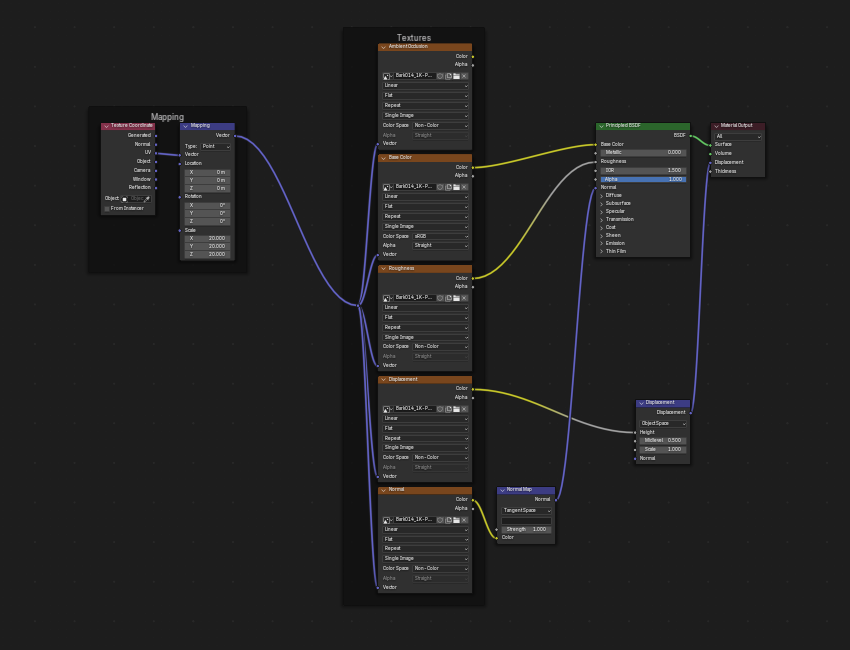 Mapping
Texture Coordinate
Generated
Normal
UV
Object
Camera
Window
Reflection
Object
From Instancer
Mapping
Vector
Type: Point
Vector
Location
X 0 m
Y 0 m
Z 0 m
Rotation
X 0°
Y 0°
Z 0°
Scale
X 20.000
Y 20.000
Z 20.000
Textures
Ambient Occlusion
Color
Alpha
Bark014_1K-P...
Linear
Flat
Repeat
Single Image
Color Space Non-Color
Alpha Straight
Vector
Base Color
Color
Alpha
Bark014_1K-P...
Linear
Flat
Repeat
Single Image
Color Space sRGB
Alpha Straight
Vector
Roughness
Color
Alpha
Bark014_1K-P...
Linear
Flat
Repeat
Single Image
Color Space Non-Color
Alpha Straight
Vector
Displacement
Color
Alpha
Bark014_1K-P...
Linear
Flat
Repeat
Single Image
Color Space Non-Color
Alpha Straight
Vector
Normal
Color
Alpha
Bark014_1K-P...
Linear
Flat
Repeat
Single Image
Color Space Non-Color
Alpha Straight
Vector
Normal Map
Normal
Tangent Space
Strength 1.000
Color
Principled BSDF
BSDF
Base Color
Metallic 0.000
Roughness
IOR 1.500
Alpha 1.000
Normal
Diffuse
Subsurface
Specular
Transmission
Coat
Sheen
Emission
Thin Film
Material Output
All
Surface
Volume
Displacement
Thickness
Displacement
Displacement
Object Space
Height
Midlevel 0.500
Scale 1.000
Normal